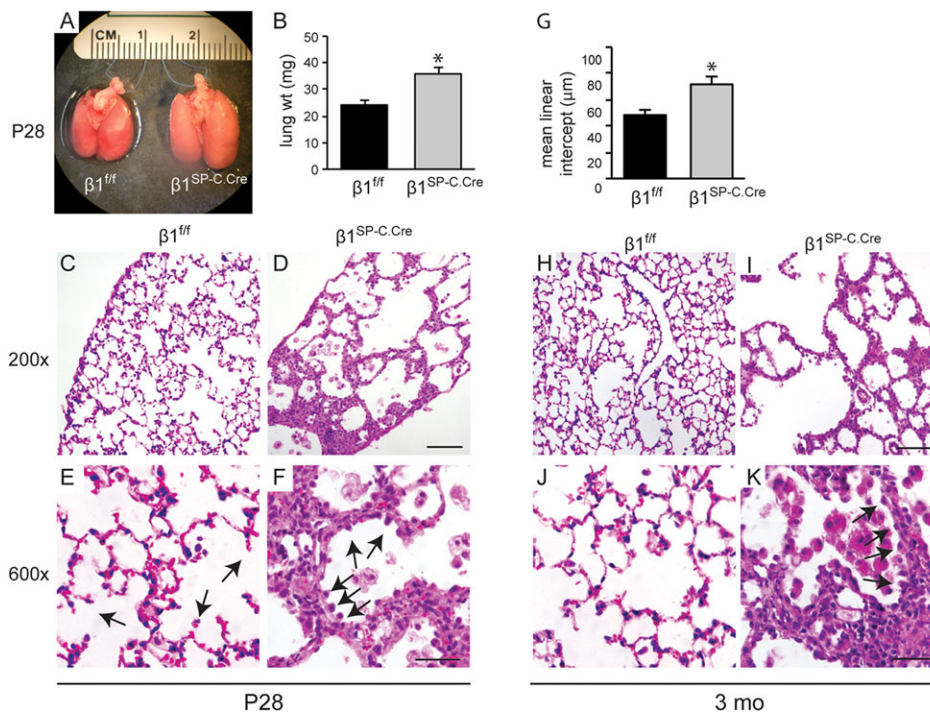 A
CM 1 2
P28
β1f/f
β1SP-C.Cre
B
lung wt (mg)
50
40
30
20
10
0
*
β1f/f
β1SP-C.Cre
G
mean linear
intercept (µm)
100
80
60
40
20
0
*
β1f/f
β1SP-C.Cre
β1f/f
β1SP-C.Cre
β1f/f
β1SP-C.Cre
200x
C
D
H
I
600x
E
F
J
K
P28
3 mo